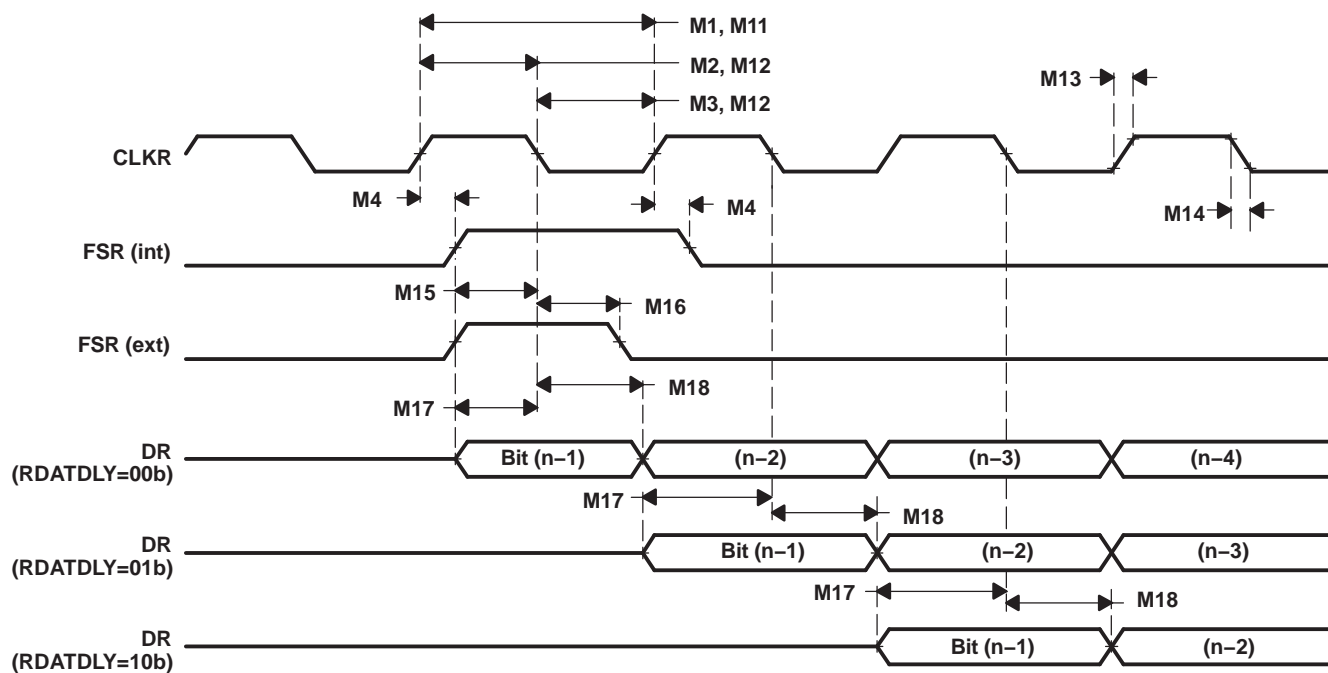 M1, M11
M2, M12
M13
M3, M12
CLKR
M4
M4
M14
FSR (int)
M15
M16
FSR (ext)
M18
M17
DR
(RDATDLY=00b)
Bit (n−1)
(n−2)
(n−3)
(n−4)
M17
M18
DR
(RDATDLY=01b)
Bit (n−1)
(n−2)
(n−3)
M17
M18
DR
(RDATDLY=10b)
Bit (n−1)
(n−2)